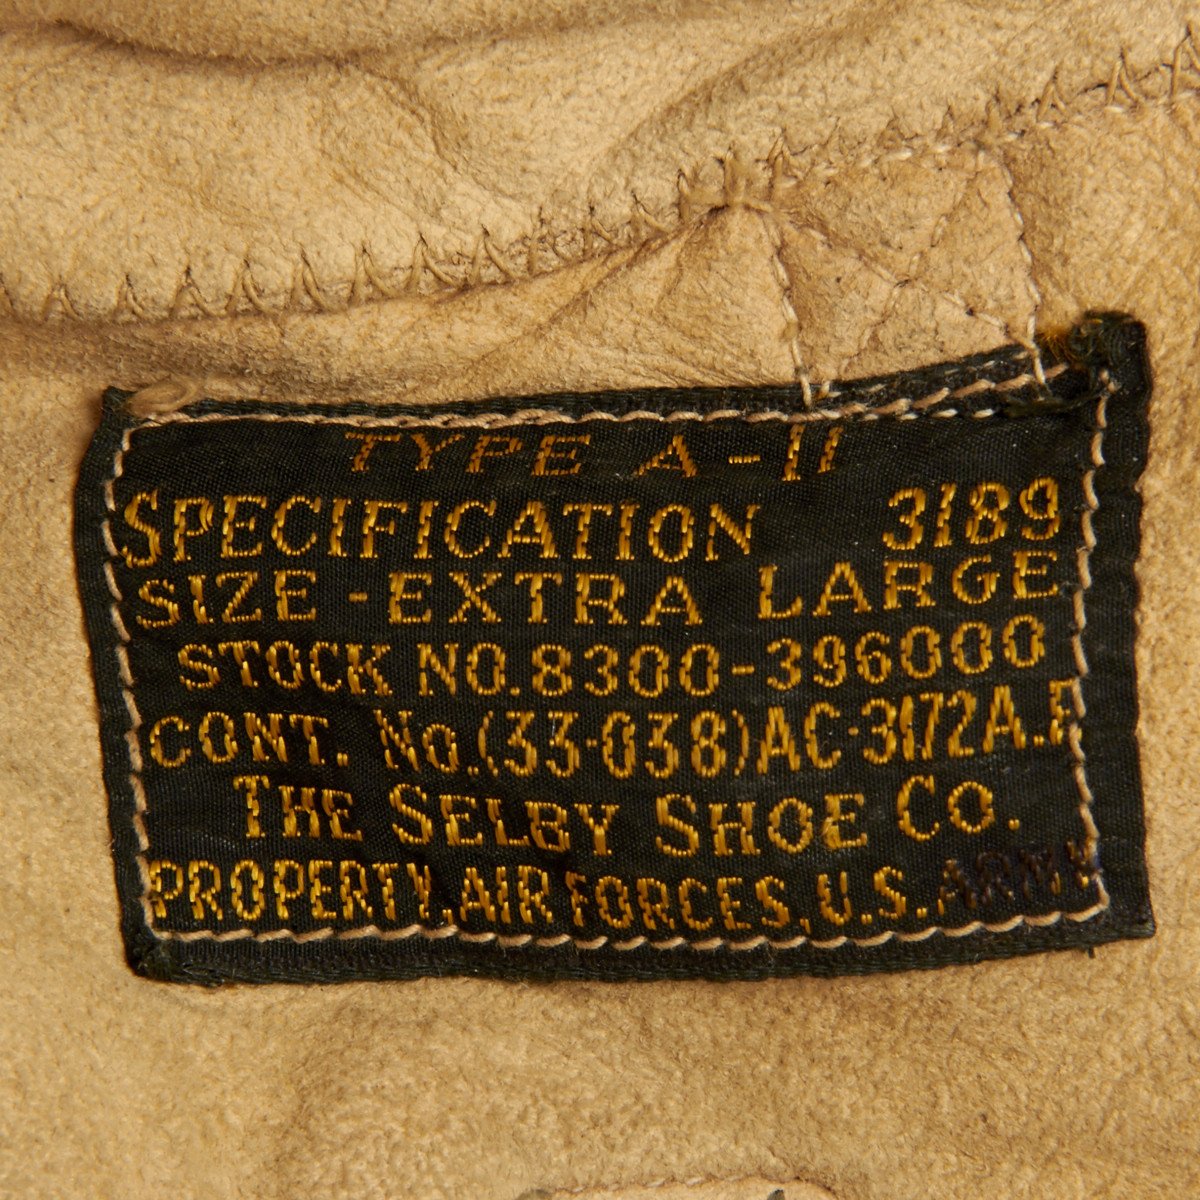 TYPE A-11
SPECIFICATION 3189
SIZE-EXTRA LARGE
STOCK NO. 8300-396000
CONT. No. (33-038) AC-3172 A.F
THE SELBY SHOE CO.
PROPERTY, AIR FORCES, U.S. ARMY